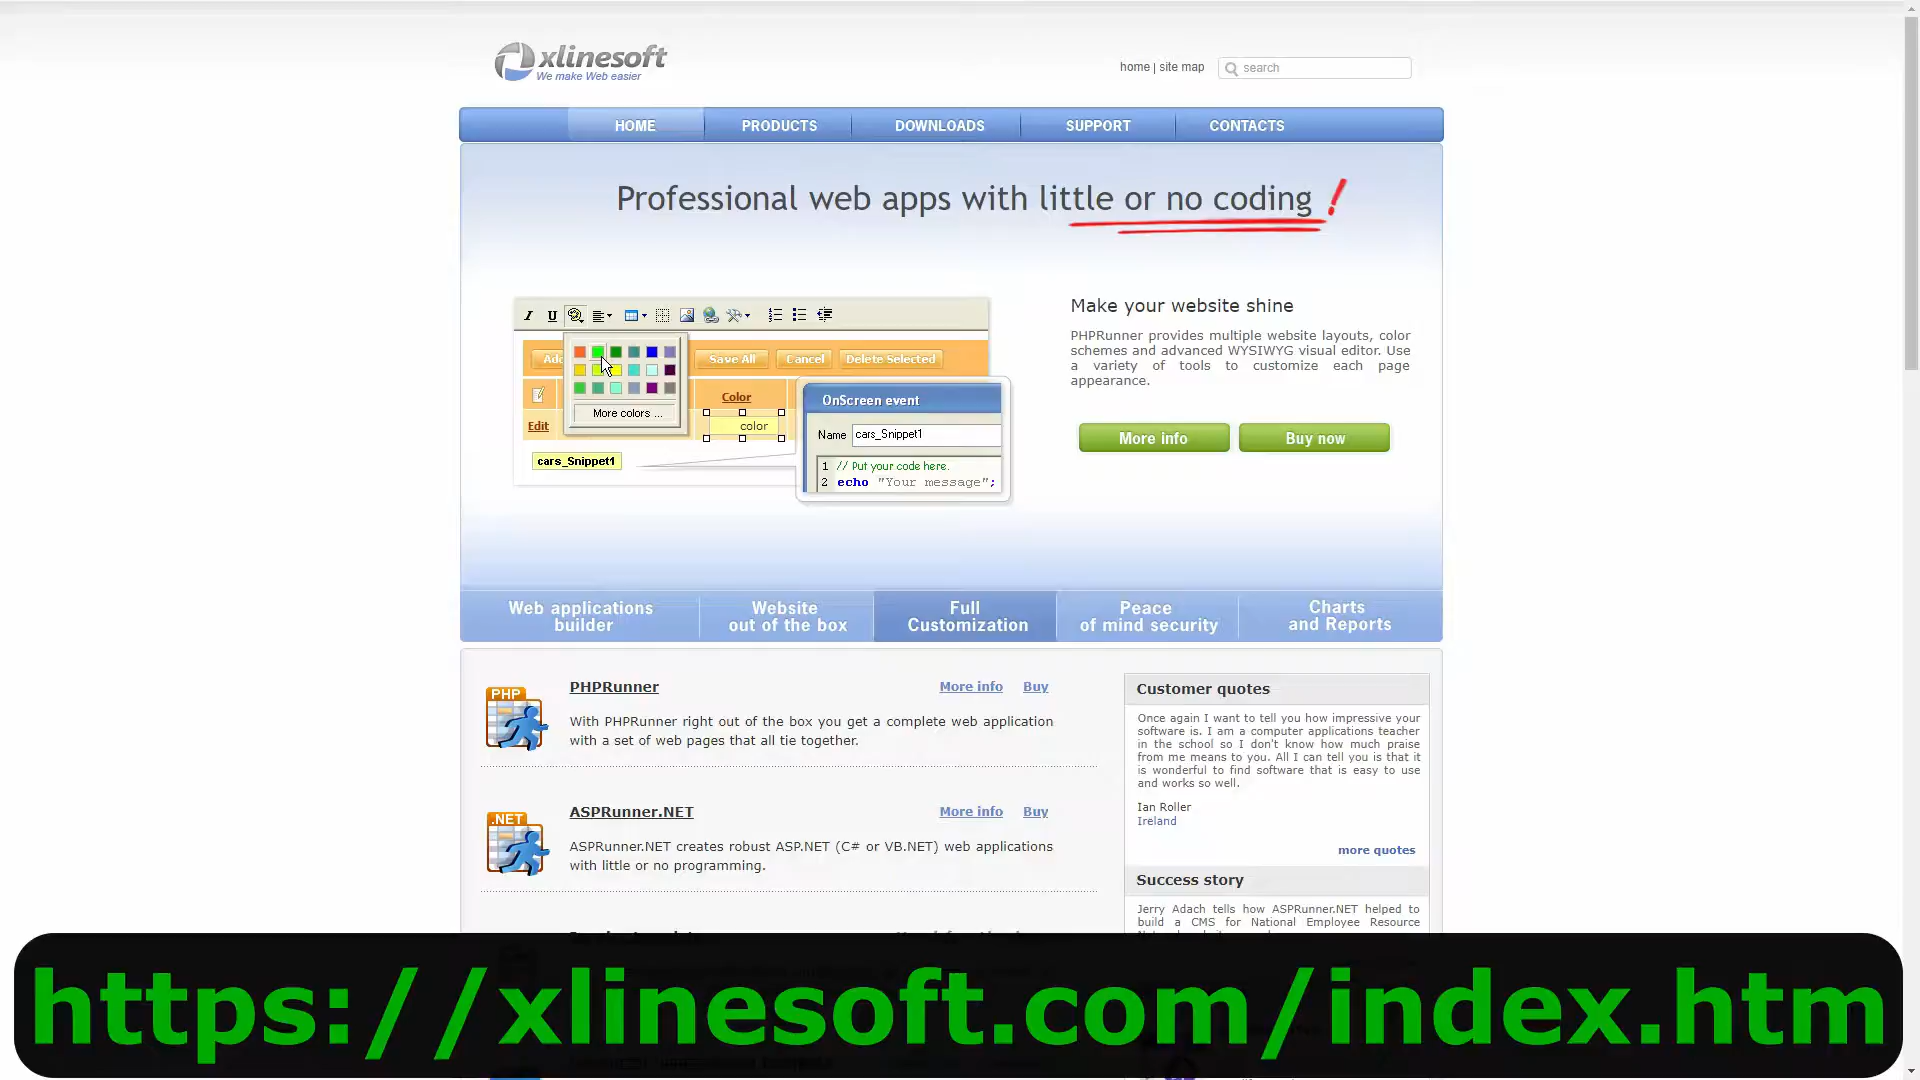 xlinesoft
We make Web easier
home | site map
search
HOME
PRODUCTS
DOWNLOADS
SUPPORT
CONTACTS
Professional web apps with little or no coding!
Save All
Cancel
Delete Selected
Color
Edit
color
More colors ...
cars_Snippet1
OnScreen event
Name cars_Snippet1
1 // Put your code here.
2 echo "Your message";
Make your website shine
PHPRunner provides multiple website layouts, color
schemes and advanced WYSIWYG visual editor. Use
a variety of tools to customize each page
appearance.
More info
Buy now
Web applications
builder
Website
out of the box
Full
Customization
Peace
of mind security
Charts
and Reports
PHP
PHPRunner
More info
Buy
With PHPRunner right out of the box you get a complete web application
with a set of web pages that all tie together.
.NET
ASPRunner.NET
More info
Buy
ASPRunner.NET creates robust ASP.NET (C# or VB.NET) web applications
with little or no programming.
Customer quotes
Once again I want to tell you how impressive your
software is. I am a computer applications teacher
in the school so I don't know how much praise
from me means to you. All I can tell you is that it
is wonderful to find software that is easy to use
and works so well.
Ian Roller
Ireland
more quotes
Success story
Jerry Adach tells how ASPRunner.NET helped to
build a CMS for National Employee Resource
https://xlinesoft.com/index.htm